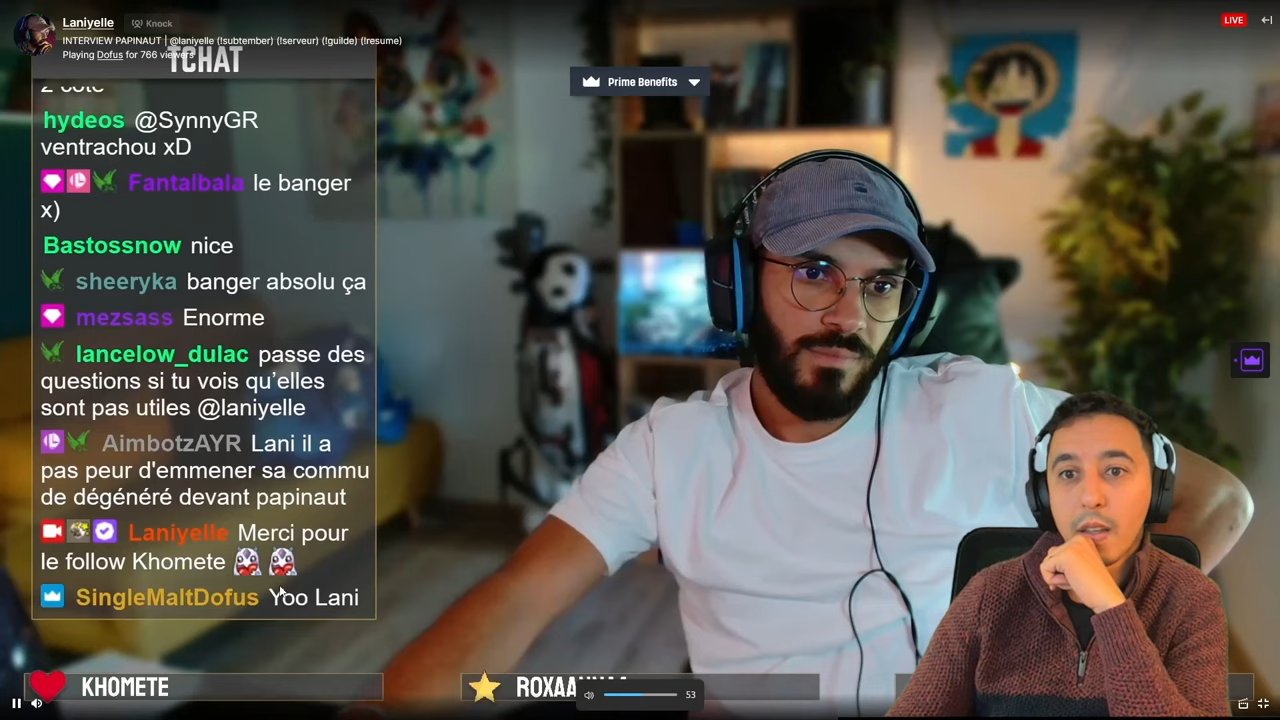 Laniyelle
Knock
LIVE
INTERVIEW PAPINAUT | @laniyelle (!subtember) (!serveur) (!guilde) (!resume)
Playing Dofus for 766 viewers
TCHAT
Prime Benefits
2 côté
hydeos @SynnyGR
ventrachou xD
Fantalbala le banger
x)
Bastossnow nice
sheeryka banger absolu ça
mezsass Enorme
lancelow_dulac passe des
questions si tu vois qu’elles
sont pas utiles @laniyelle
AimbotzAYR Lani il a
pas peur d'emmener sa commu
de dégénéré devant papinaut
Laniyelle Merci pour
le follow Khomete
SingleMaltDofus Yoo Lani
KHOMETE
53